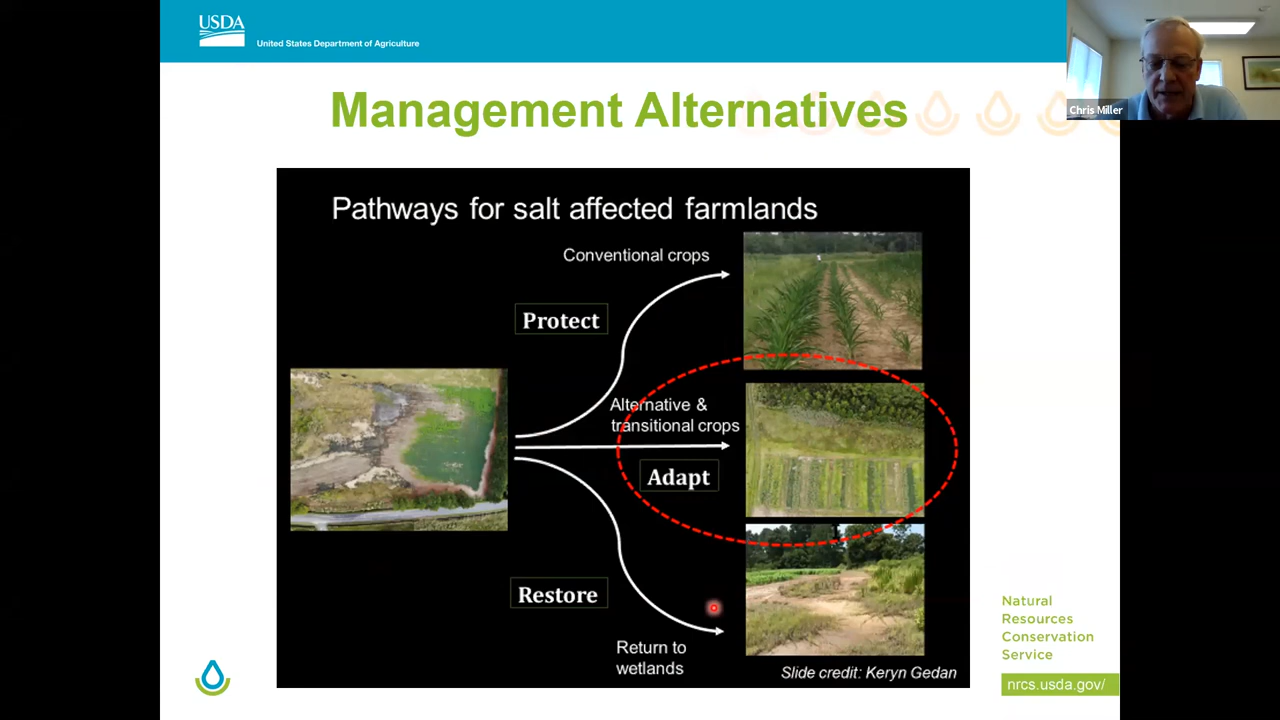 USDA
United States Department of Agriculture
Chris Miller
Management Alternatives
Pathways for salt affected farmlands
Conventional crops
Protect
Alternative &
transitional crops
Adapt
Restore
Return to
wetlands
Slide credit: Keryn Gedan
Natural
Resources
Conservation
Service
nrcs.usda.gov/